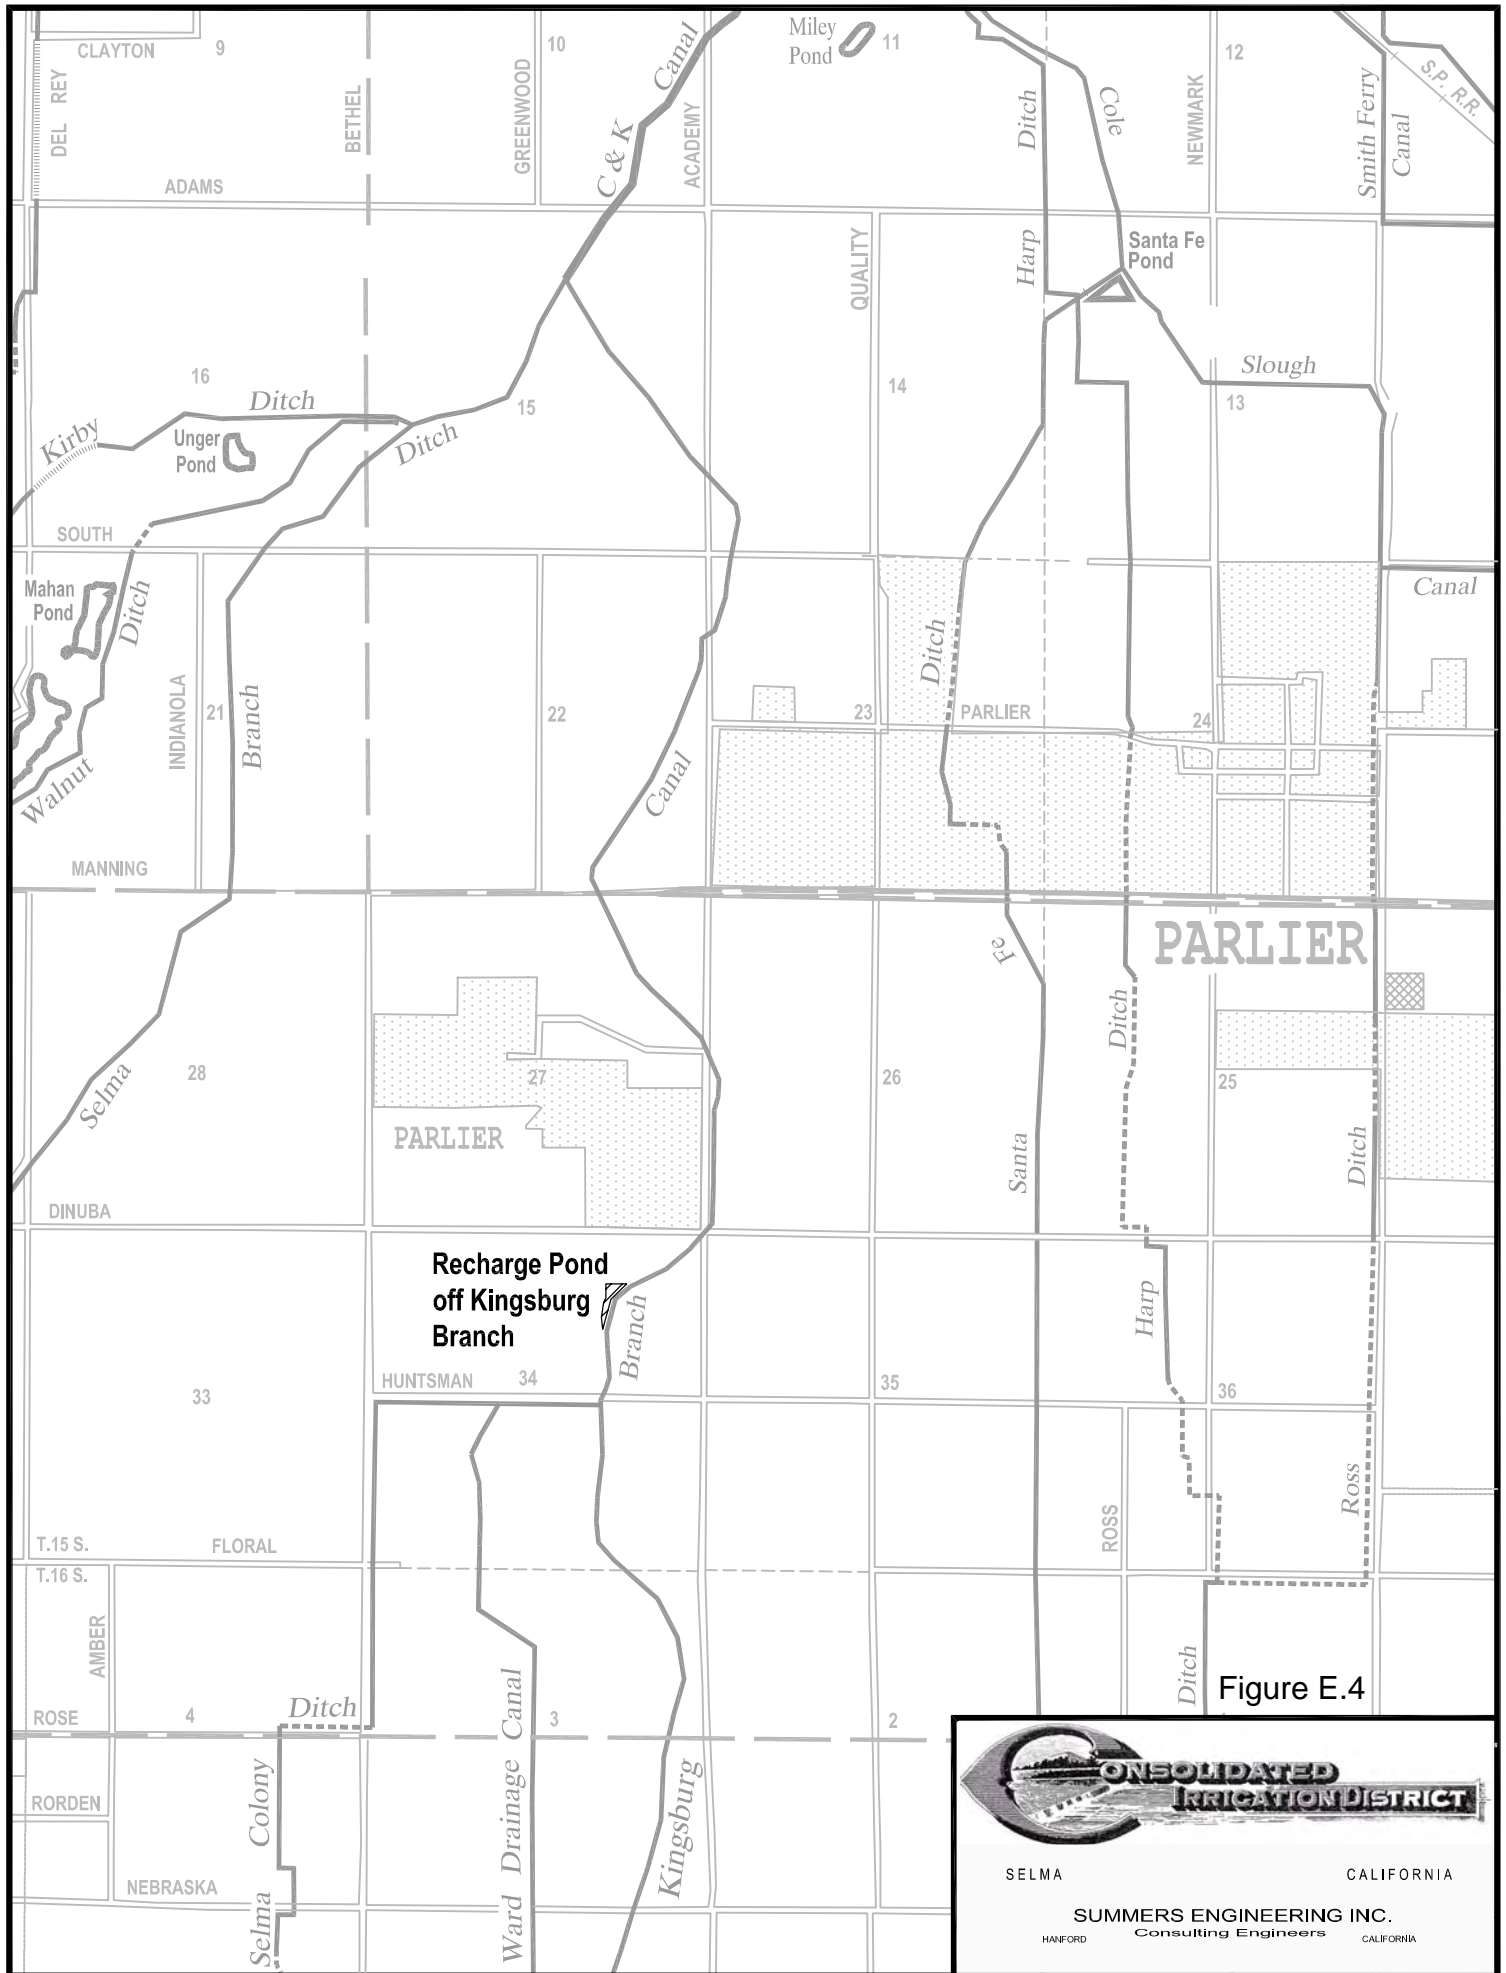 CLAYTON
9
DEL REY
BETHEL
10
GREENWOOD
C & K Canal
ACADEMY
Miley
Pond
11
Ditch
Cole
NEWMARK
12
Smith Ferry
Canal
S.P. R.R.
ADAMS
QUALITY
Harp
Santa Fe
Pond
16
Ditch
15
14
Slough
13
Kirby
Unger
Pond
Ditch
SOUTH
Mahan
Pond
Ditch
Canal
INDIANOLA
21
Branch
22
Ditch
23
PARLIER
24
Walnut
Canal
MANNING
Fe
PARLIER
Ditch
28
27
26
25
Selma
PARLIER
Santa
Ditch
DINUBA
Recharge Pond
off Kingsburg
Branch
Branch
Harp
HUNTSMAN
34
33
35
36
Ross
ROSS
T.15 S.
FLORAL
T.16 S.
AMBER
Ditch
ROSE
4
Ditch
3
2
Figure E.4
RORDEN
Selma Colony
Ward Drainage Canal
Kingsburg
NEBRASKA
CONSOLIDATED
IRRIGATION DISTRICT
SELMA
CALIFORNIA
SUMMERS ENGINEERING INC.
Consulting Engineers
HANFORD
CALIFORNIA